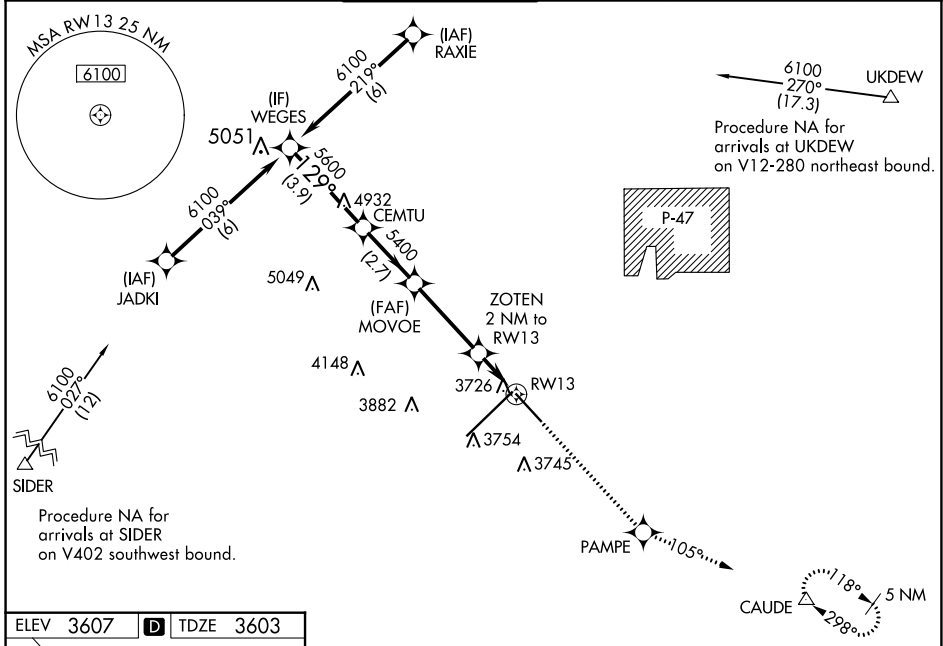 MSA RW13 25 NM
6100
(IAF)
RAXIE
6100
219°
(6)
(IF)
WEGES
5051
6100
270°
(17.3)
UKDEW
Procedure NA for
arrivals at UKDEW
on V12-280 northeast bound.
5600
129°
(3.9)
4932
CEMTU
P-47
6100
039°
(6)
(IAF)
JADKI
5400
(2.7)
5049
(FAF)
MOVOE
ZOTEN
2 NM to
RW13
4148
3726
RW13
3882
6100
027°
(12)
3754
3745
SIDER
Procedure NA for
arrivals at SIDER
on V402 southwest bound.
PAMPE
105°
118°
5 NM
CAUDE
298°
ELEV 3607 D TDZE 3603